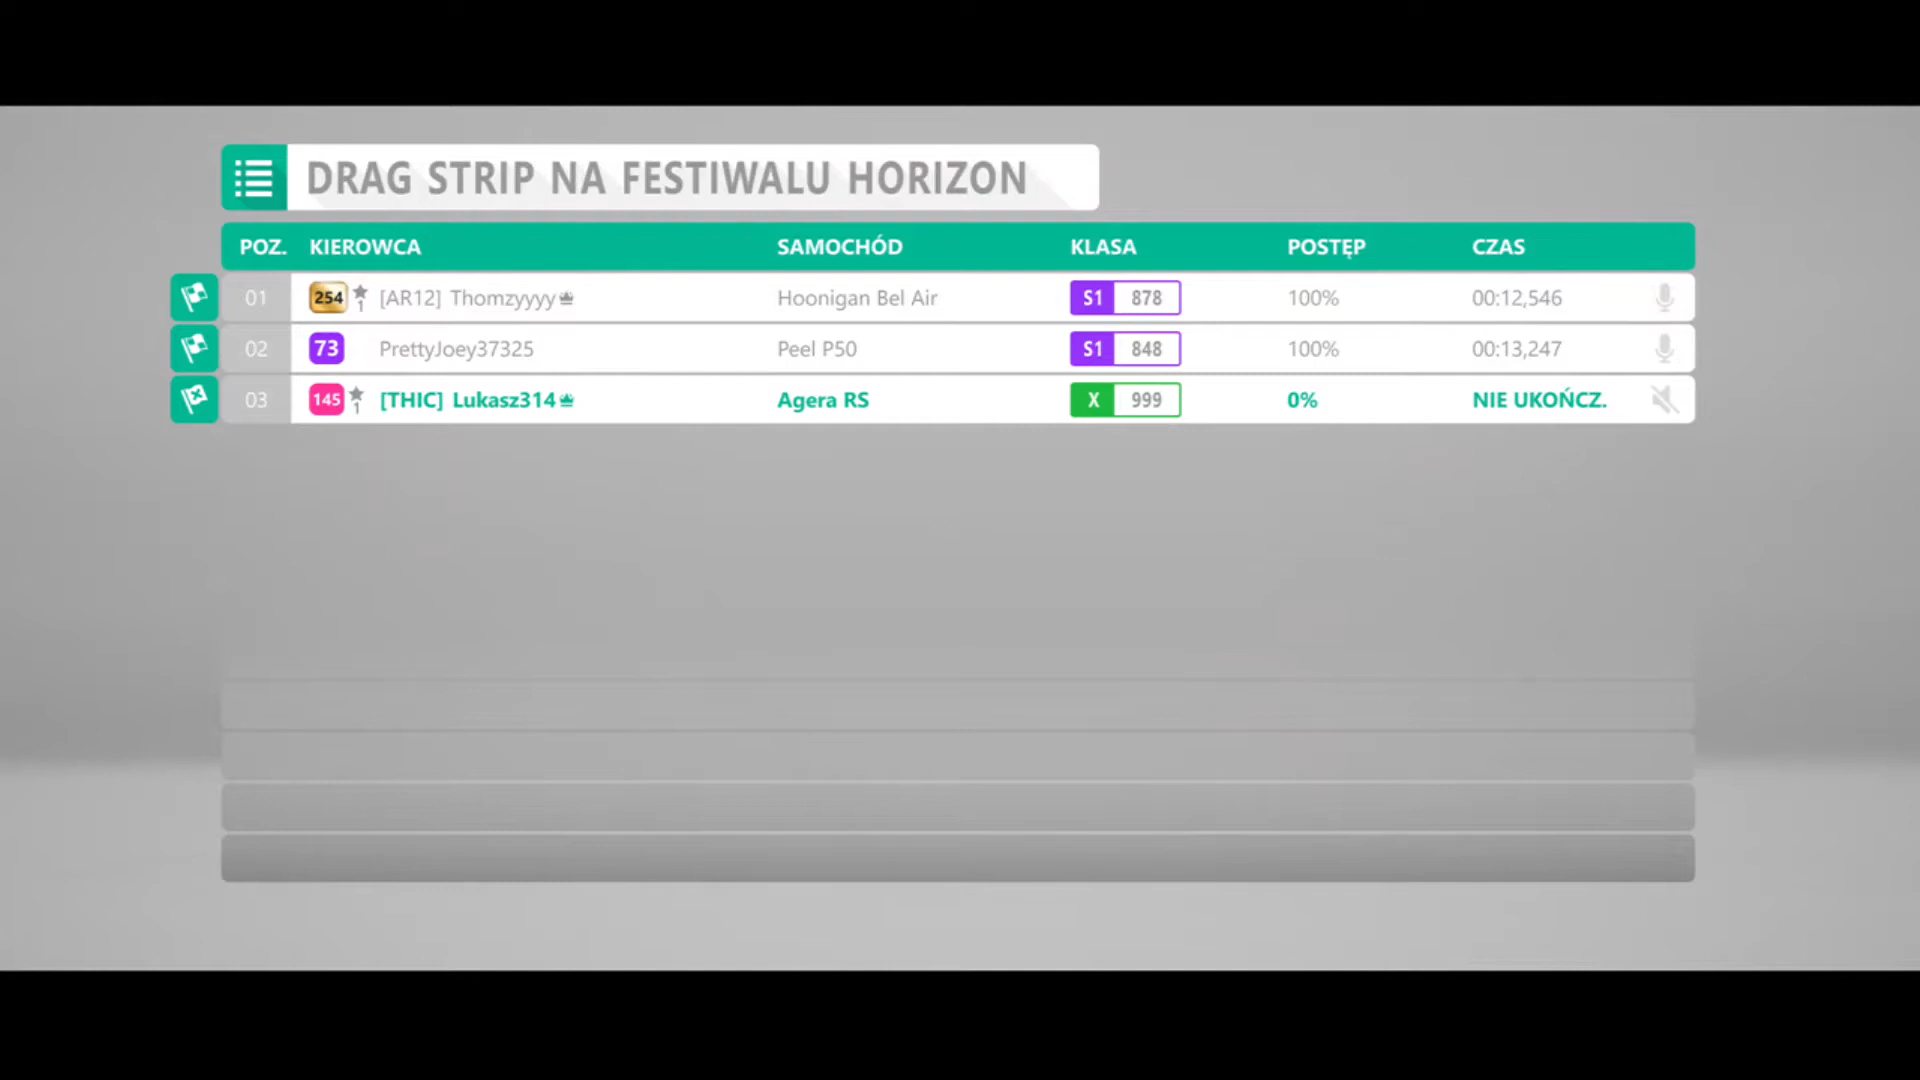 DRAG STRIP NA FESTIWALU HORIZON
POZ. KIEROWCA SAMOCHÓD KLASA POSTĘP CZAS
01 254 1 [AR12] Thomzyyyy Hoonigan Bel Air S1 878 100% 00:12,546
02 73 PrettyJoey37325 Peel P50 S1 848 100% 00:13,247
03 145 1 [THIC] Lukasz314 Agera RS X 999 0% NIE UKOŃCZ.